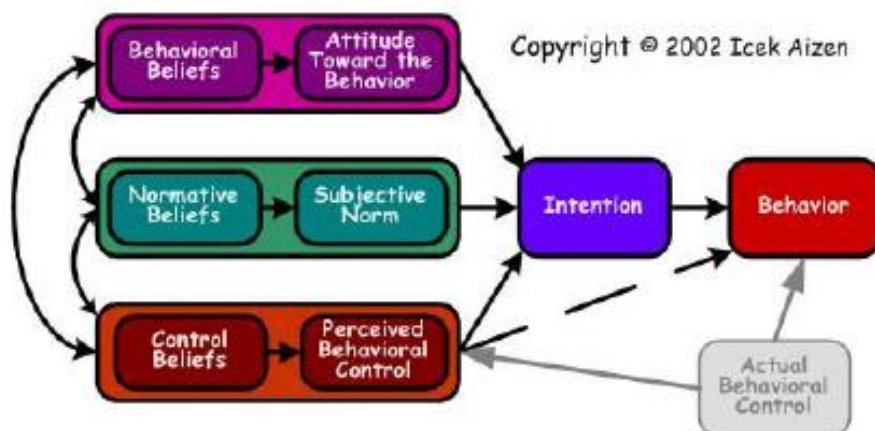 Behavioral
Beliefs
Attitude
Toward the
Behavior
Copyright © 2002 Icek Aizen
Normative
Beliefs
Subjective
Norm
Intention
Behavior
Control
Beliefs
Perceived
Behavioral
Control
Actual
Behavioral
Control